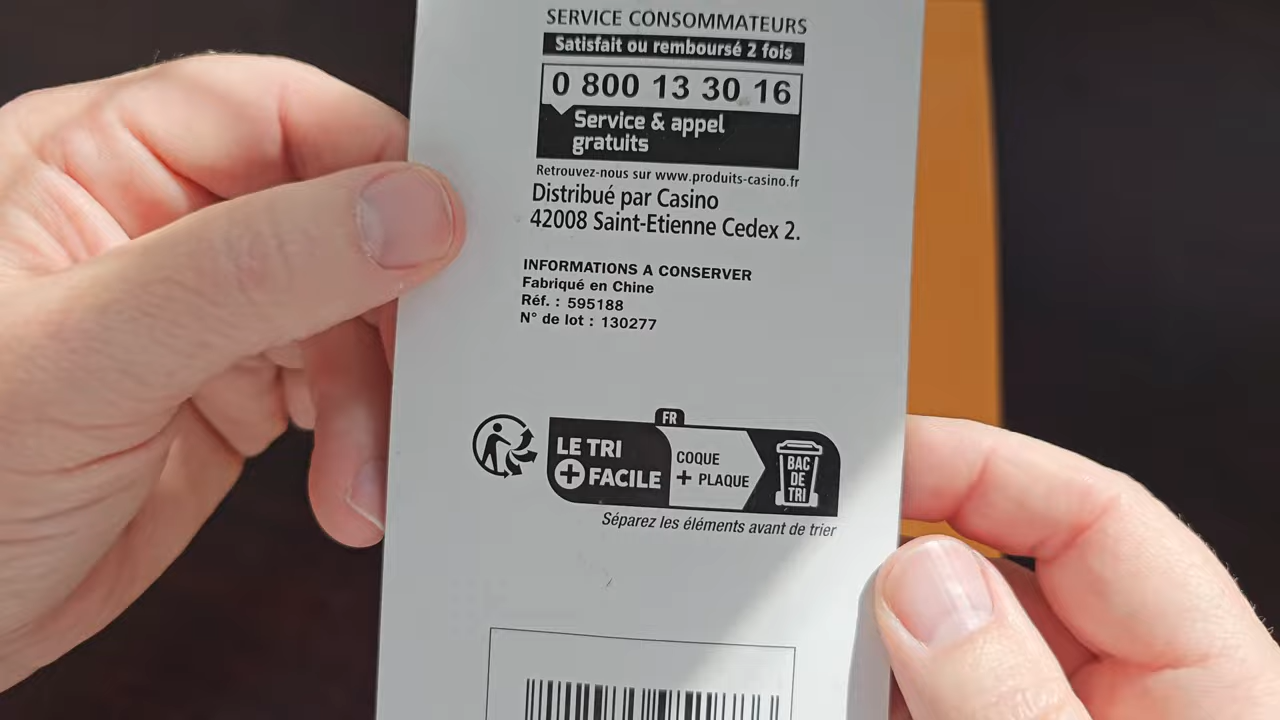 SERVICE CONSOMMATEURS
Satisfait ou remboursé 2 fois
0 800 13 30 16
Service & appel
gratuits
Retrouvez-nous sur www.produits-casino.fr
Distribué par Casino
42008 Saint-Etienne Cedex 2.
INFORMATIONS A CONSERVER
Fabriqué en Chine
Réf. : 595188
N° de lot : 130277
FR
LE TRI
+ FACILE
COQUE
+ PLAQUE
BAC
DE
TRI
Séparez les éléments avant de trier